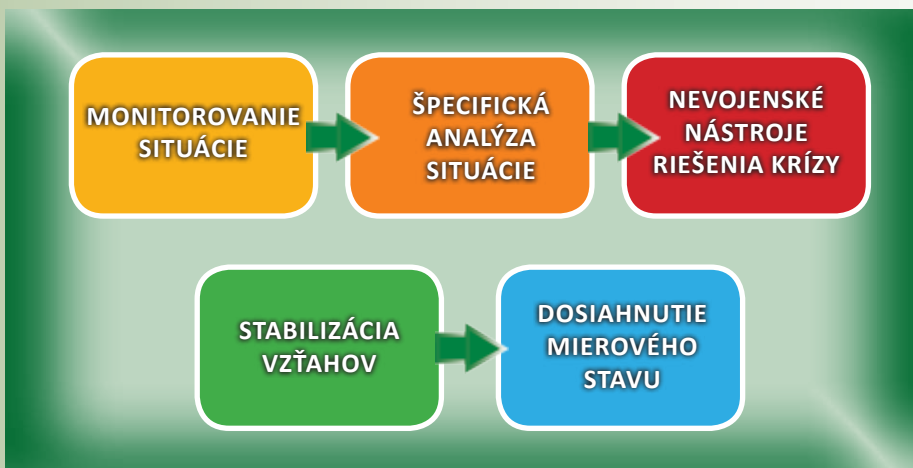 MONITOROVANIE
SITUÁCIE
ŠPECIFICKÁ
ANALÝZA
SITUÁCIE
NEVOJENSKÉ
NÁSTROJE
RIEŠENIA KRÍZY
STABILIZÁCIA
VZŤAHOV
DOSIAHNUTIE
MIEROVÉHO
STAVU